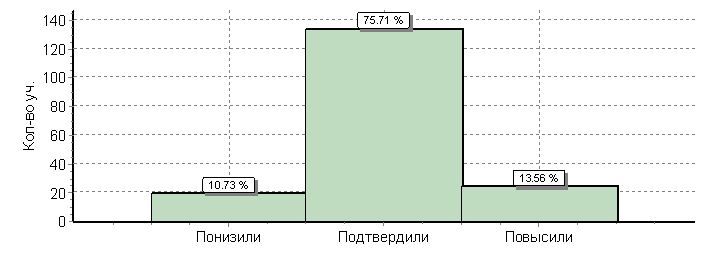 Кол-во уч.
140
120
100
80
60
40
20
0
10.73 %
75.71 %
13.56 %
Понизили
Подтвердили
Повысили